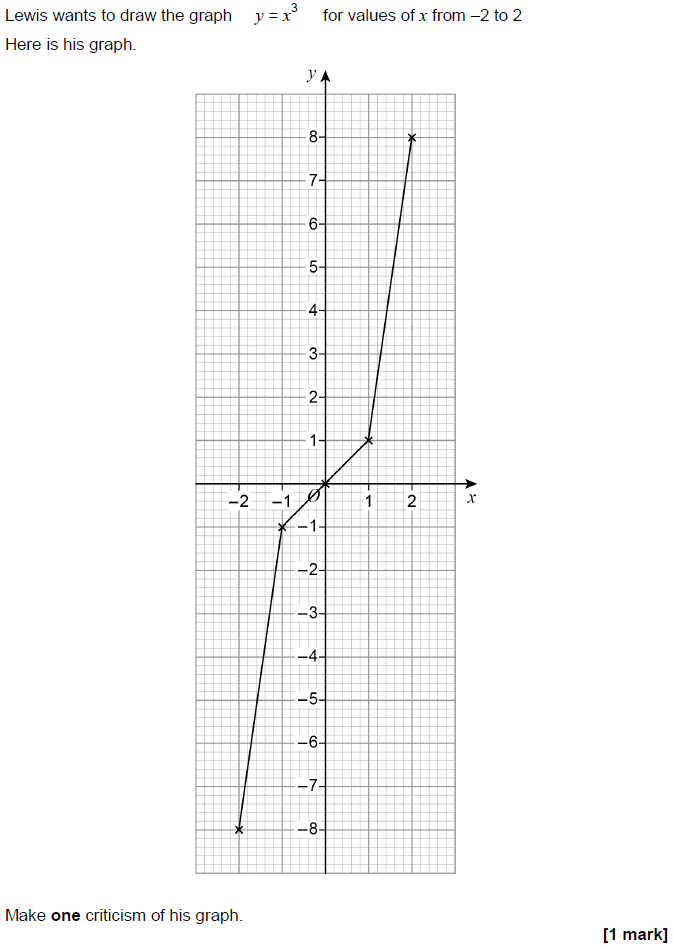 Lewis wants to draw the graph y = x³ for values of x from –2 to 2
Here is his graph.
y
8
7
6
5
4
3
2
1
–2 –1 O 1 2 x
–1
–2
–3
–4
–5
–6
–7
–8
Make one criticism of his graph.
[1 mark]